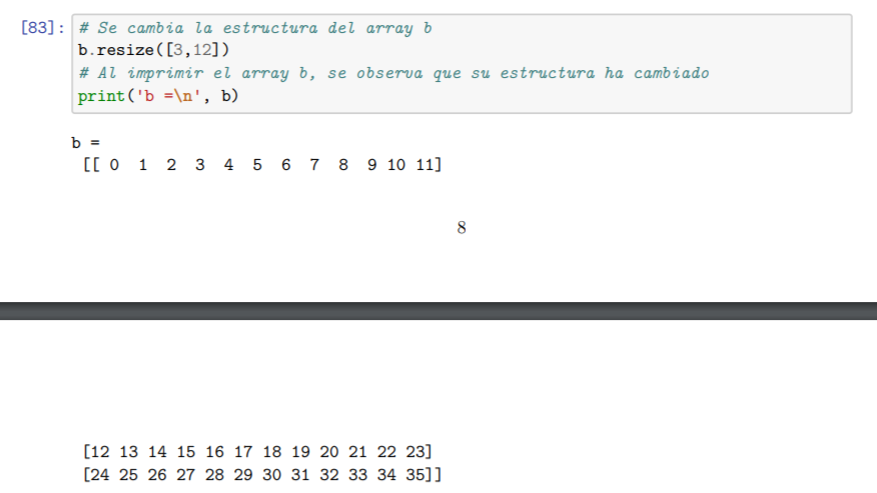 [83]: # Se cambia la estructura del array b
b.resize([3,12])
# Al imprimir el array b, se observa que su estructura ha cambiado
print('b =\n', b)
b =
[[ 0 1 2 3 4 5 6 7 8 9 10 11]
8
[12 13 14 15 16 17 18 19 20 21 22 23]
[24 25 26 27 28 29 30 31 32 33 34 35]]